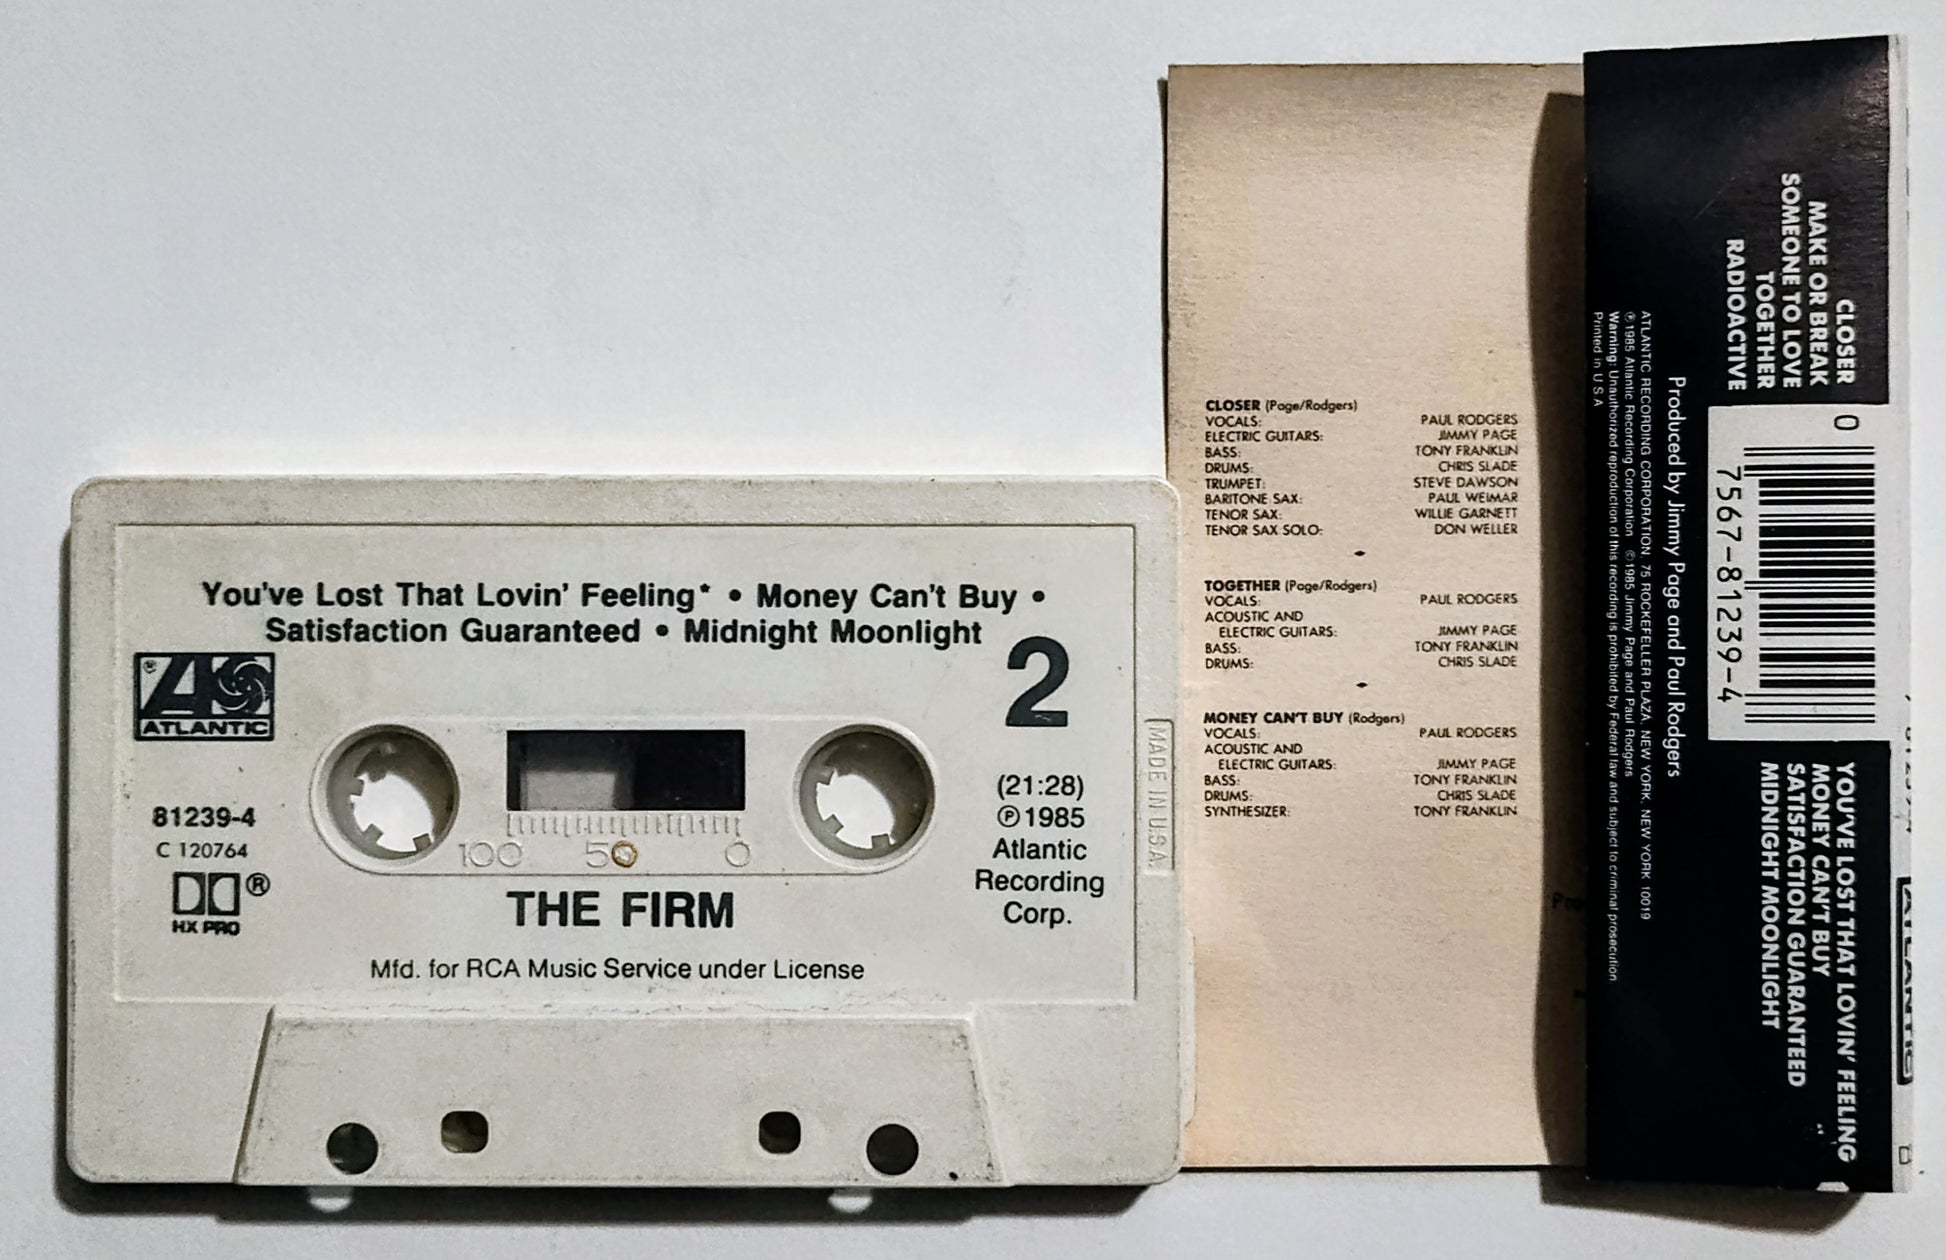 You've Lost That Lovin' Feeling* • Money Can't Buy •
Satisfaction Guaranteed • Midnight Moonlight
®
ATLANTIC
2
81239-4
C 120764
®
HX PRO
100 50 0
(21:28)
℗1985
Atlantic
Recording
Corp.
THE FIRM
Mfd. for RCA Music Service under License
MADE IN U.S.A.
CLOSER (Page/Rodgers)
VOCALS: PAUL RODGERS
ELECTRIC GUITARS: JIMMY PAGE
BASS: TONY FRANKLIN
DRUMS: CHRIS SLADE
TRUMPET: STEVE DAWSON
BARITONE SAX: PAUL WEIMAR
TENOR SAX: WILLIE GARNETT
TENOR SAX SOLO: DON WELLER
TOGETHER (Page/Rodgers)
VOCALS: PAUL RODGERS
ACOUSTIC AND
ELECTRIC GUITARS: JIMMY PAGE
BASS: TONY FRANKLIN
DRUMS: CHRIS SLADE
MONEY CAN'T BUY (Rodgers)
VOCALS: PAUL RODGERS
ACOUSTIC AND
ELECTRIC GUITARS: JIMMY PAGE
BASS: TONY FRANKLIN
DRUMS: CHRIS SLADE
SYNTHESIZER: TONY FRANKLIN
CLOSER
MAKE OR BREAK
SOMEONE TO LOVE
TOGETHER
RADIOACTIVE
0
7567-81239-4
YOU'VE LOST THAT LOVIN' FEELING
MONEY CAN'T BUY
SATISFACTION GUARANTEED
MIDNIGHT MOONLIGHT
Produced by Jimmy Page and Paul Rodgers
ATLANTIC RECORDING CORPORATION, 75 ROCKEFELLER PLAZA, NEW YORK, NEW YORK 10019
℗1985 Atlantic Recording Corporation ©1985 Jimmy Page and Paul Rodgers
Warning: Unauthorized reproduction of this recording is prohibited by Federal law and subject to criminal prosecution
Printed in U S A
ATLANTIC